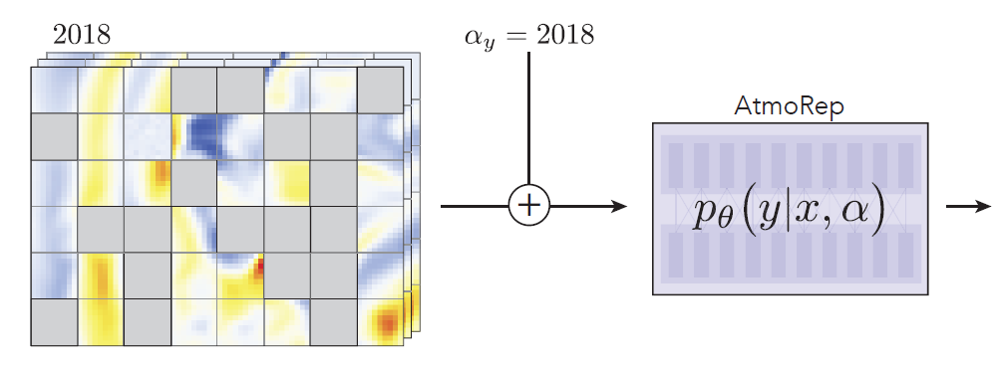 2018
α_y = 2018
+
AtmoRep
p_θ(y|x, α)